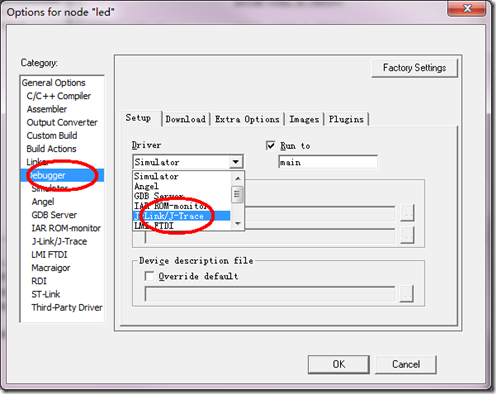 Options for node "led"
Category:
General Options
C/C++ Compiler
Assembler
Output Converter
Custom Build
Build Actions
Linker
Debugger
Simulator
Angel
GDB Server
IAR ROM-monitor
J-Link/J-Trace
LMI FTDI
Macraigor
RDI
ST-Link
Third-Party Driver
Factory Settings
Setup Download Extra Options Images Plugins
Driver
Simulator
Simulator
Angel
GDB Server
IAR ROM-monitor
J-Link/J-Trace
LMI FTDI
Run to
main
Device description file
Override default
OK Cancel